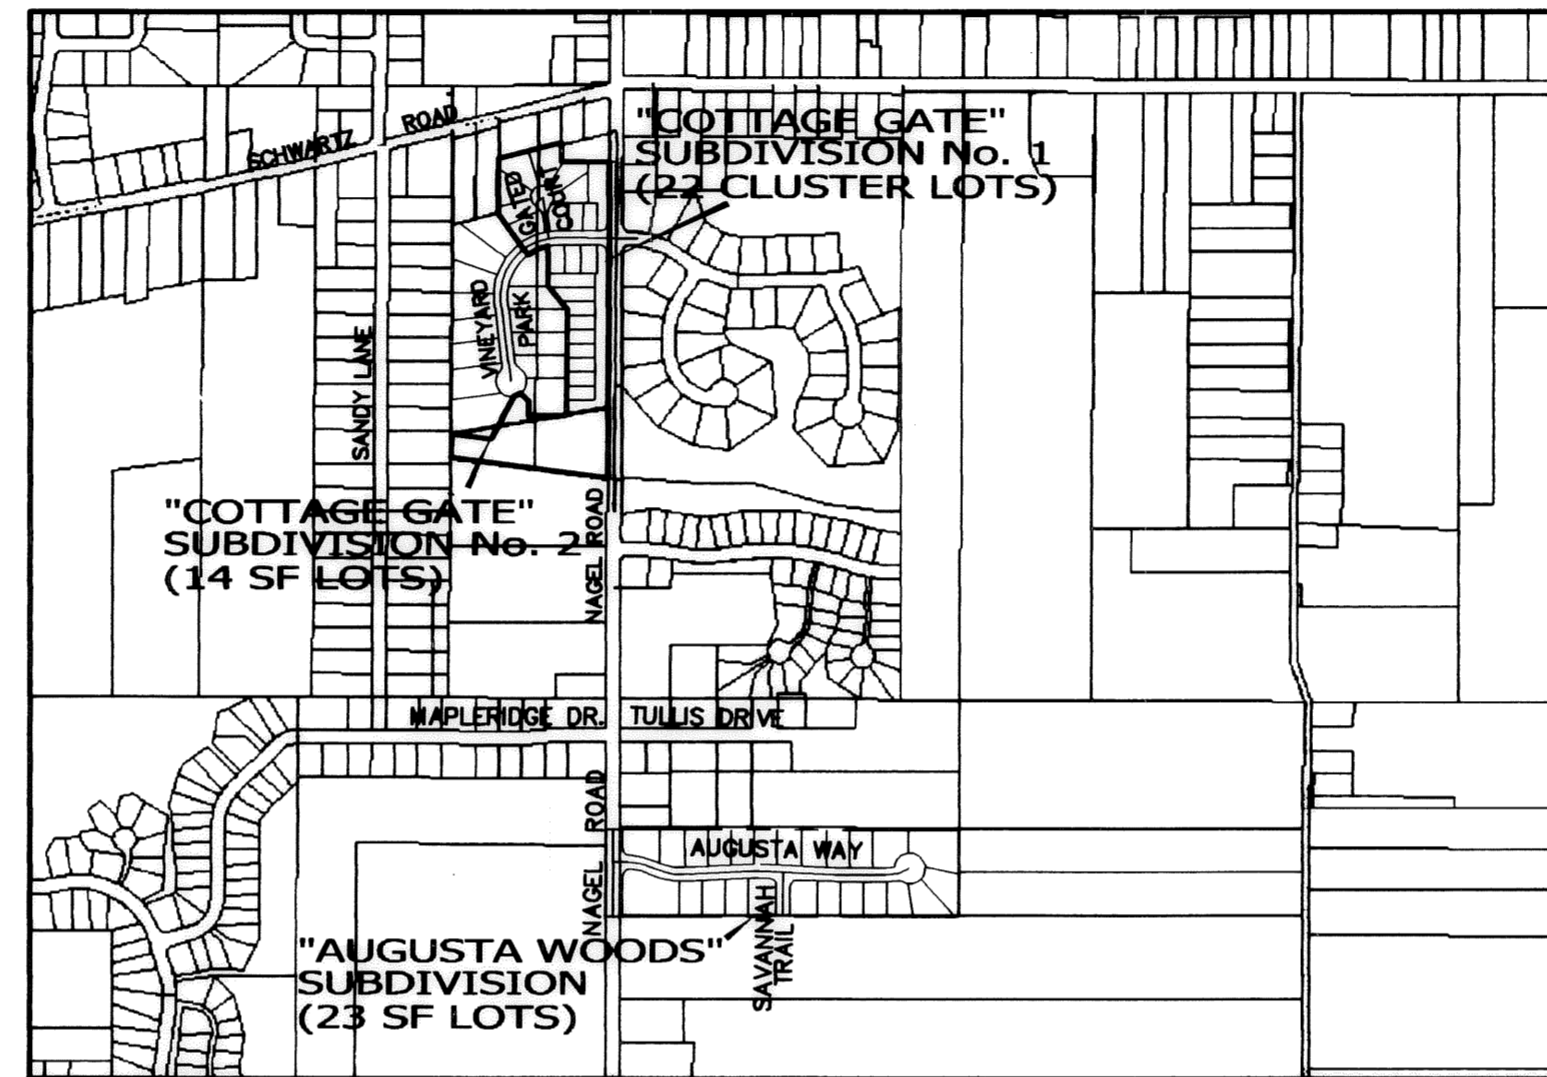 SCHWARTZ ROAD
"COTTAGE GATE"
SUBDIVISION No. 1
(22 CLUSTER LOTS)
GATED
COURT
VINEYARD
PARK
SANDY LANE
"COTTAGE GATE"
SUBDIVISION No. 2
(14 SF LOTS)
NAGEL ROAD
MAPLERIDGE DR.
TULLIS DRIVE
NAGEL ROAD
AUGUSTA WAY
"AUGUSTA WOODS"
SUBDIVISION
(23 SF LOTS)
SAVANNAH
TRAIL